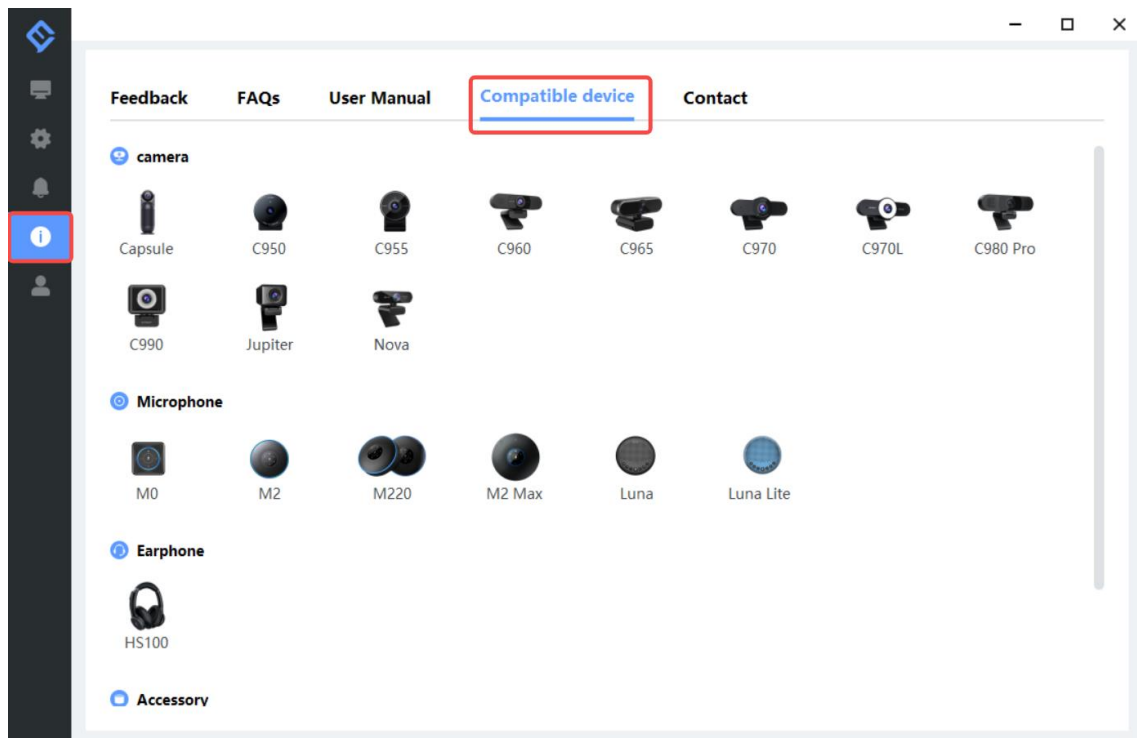 Feedback FAQs User Manual Compatible device Contact
camera
Capsule C950 C955 C960 C965 C970 C970L C980 Pro
C990 Jupiter Nova
Microphone
M0 M2 M220 M2 Max Luna Luna Lite
Earphone
HS100
Accessory